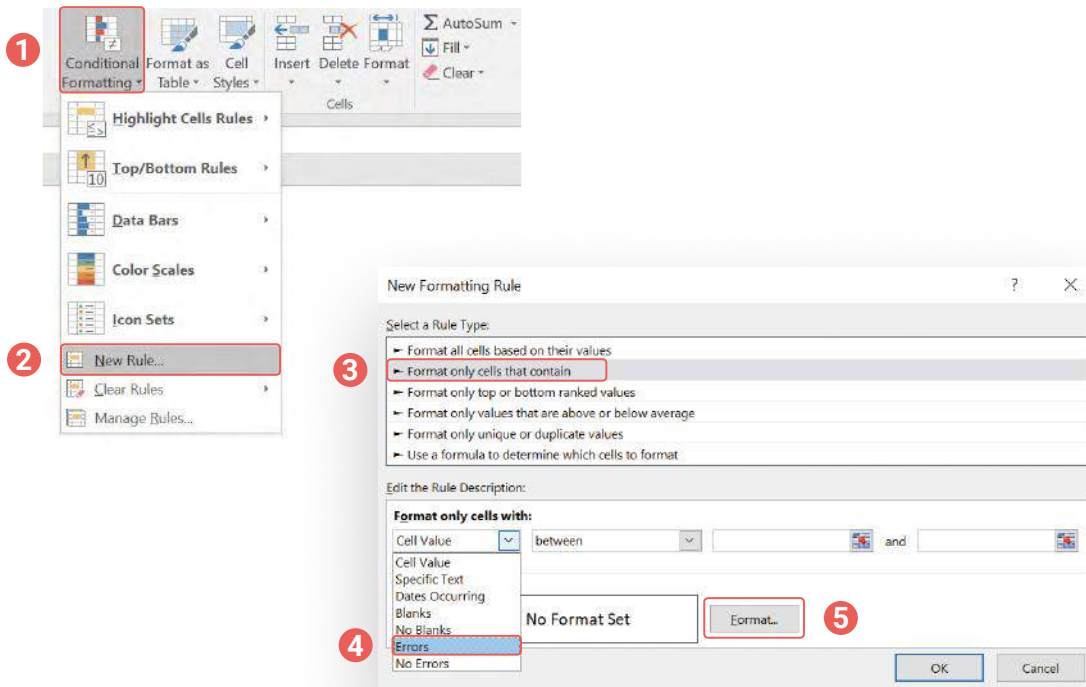 1
Conditional Formatting
Format as Table
Cell Styles
Insert
Delete
Format
AutoSum
Fill
Clear
Cells
Highlight Cells Rules
Top/Bottom Rules
10
Data Bars
Color Scales
Icon Sets
2
New Rule...
Clear Rules
Manage Rules...
New Formatting Rule
?
Select a Rule Type:
► Format all cells based on their values
3
► Format only cells that contain
► Format only top or bottom ranked values
► Format only values that are above or below average
► Format only unique or duplicate values
► Use a formula to determine which cells to format
Edit the Rule Description:
Format only cells with:
Cell Value between and
Cell Value
Specific Text
Dates Occurring
Blanks
No Blanks
4
Errors
No Errors
No Format Set
Format...
5
OK
Cancel